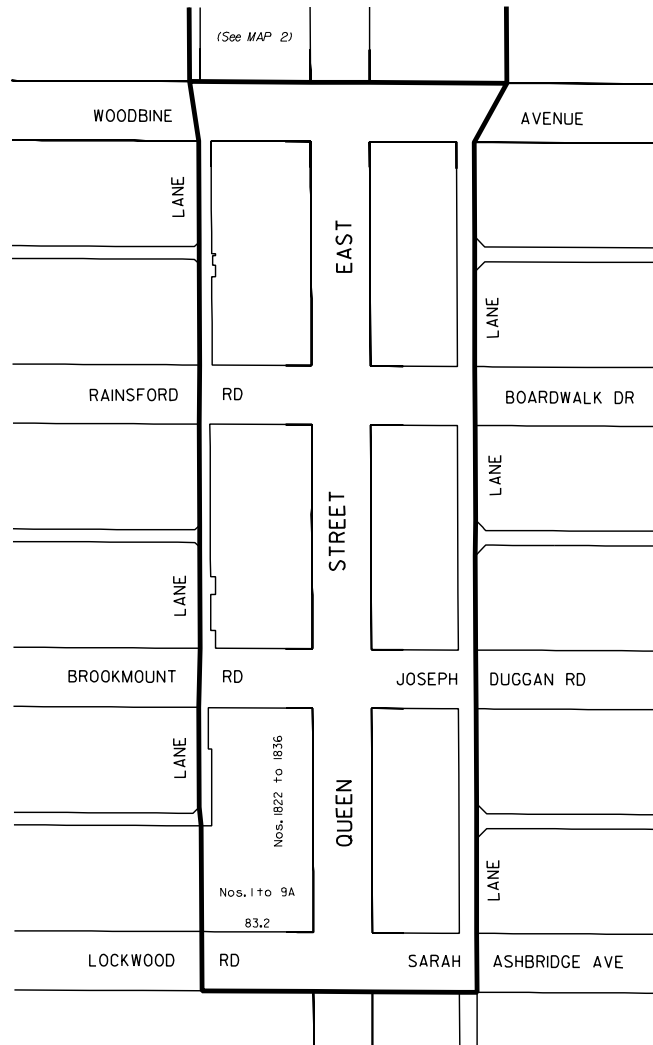 (See MAP 2)
WOODBINE AVENUE
LANE
EAST
LANE
RAINSFORD RD BOARDWALK DR
LANE
STREET
LANE
BROOKMOUNT RD JOSEPH DUGGAN RD
LANE
Nos. 1822 to 1836
QUEEN
LANE
Nos. 1 to 9A
83.2
LOCKWOOD RD SARAH ASHBRIDGE AVE